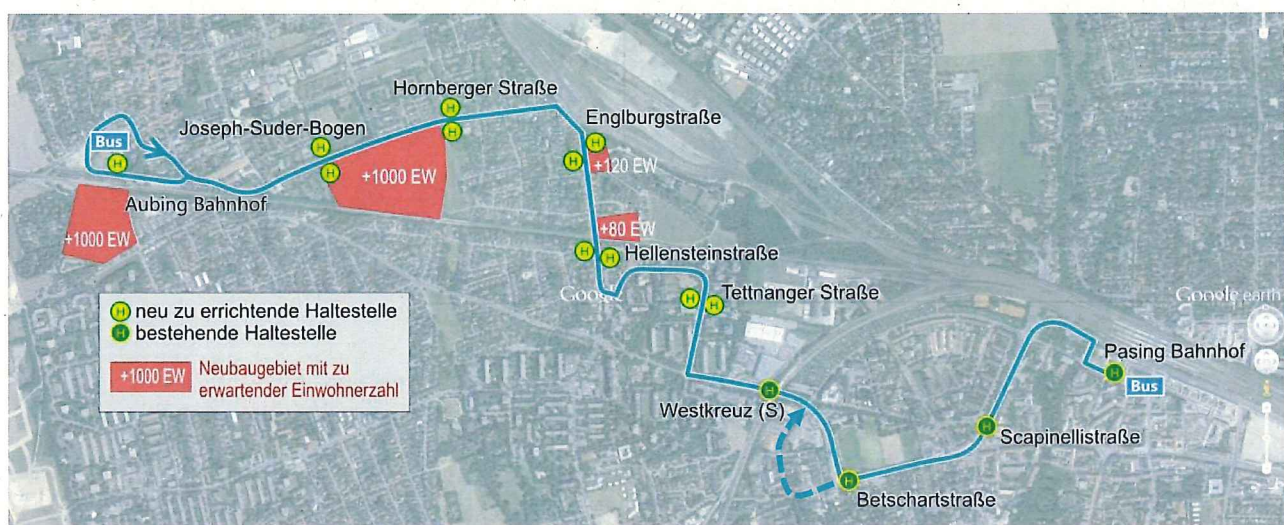 Hornberger Straße
Englburgstraße
Joseph-Suder-Bogen
Bus
H
H
H
H
H
H
H
+120 EW
+1000 EW
Aubing Bahnhof
+80 EW
+1000 EW
H
H
Hellensteinstraße
Google
H
H
Tettnanger Straße
Google earth
H neu zu errichtende Haltestelle
H bestehende Haltestelle
+1000 EW
Neubaugebiet mit zu
erwartender Einwohnerzahl
Pasing Bahnhof
H
Bus
H
Westkreuz (S)
H
Scapinellistraße
H
Betschartstraße